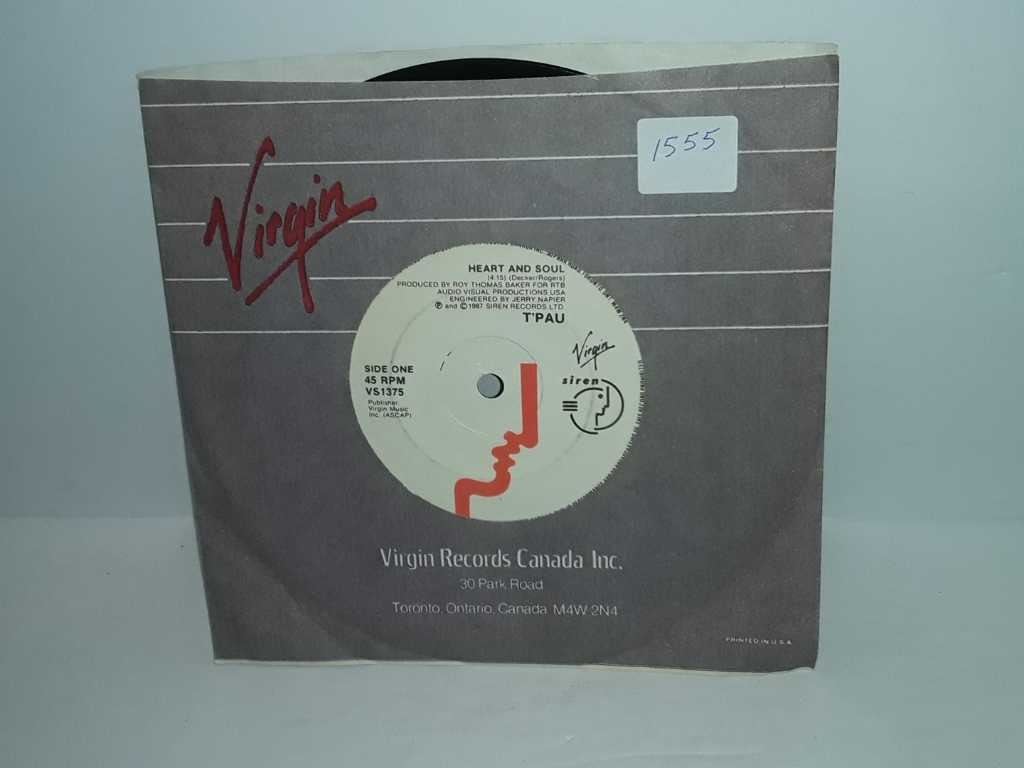 1555
Virgin
HEART AND SOUL
(4:15) (Decker/Rogers)
PRODUCED BY ROY THOMAS BAKER FOR RTB
AUDIO VISUAL PRODUCTIONS USA
ENGINEERED BY JERRY NAPIER
℗ and © 1987 SIREN RECORDS LTD.
T'PAU
Virgin
siren
SIDE ONE
45 RPM
VS1375
Publisher:
Virgin Music
Inc. (ASCAP)
Virgin Records Canada Inc.
30 Park Road
Toronto, Ontario, Canada M4W 2N4
PRINTED IN U.S.A.